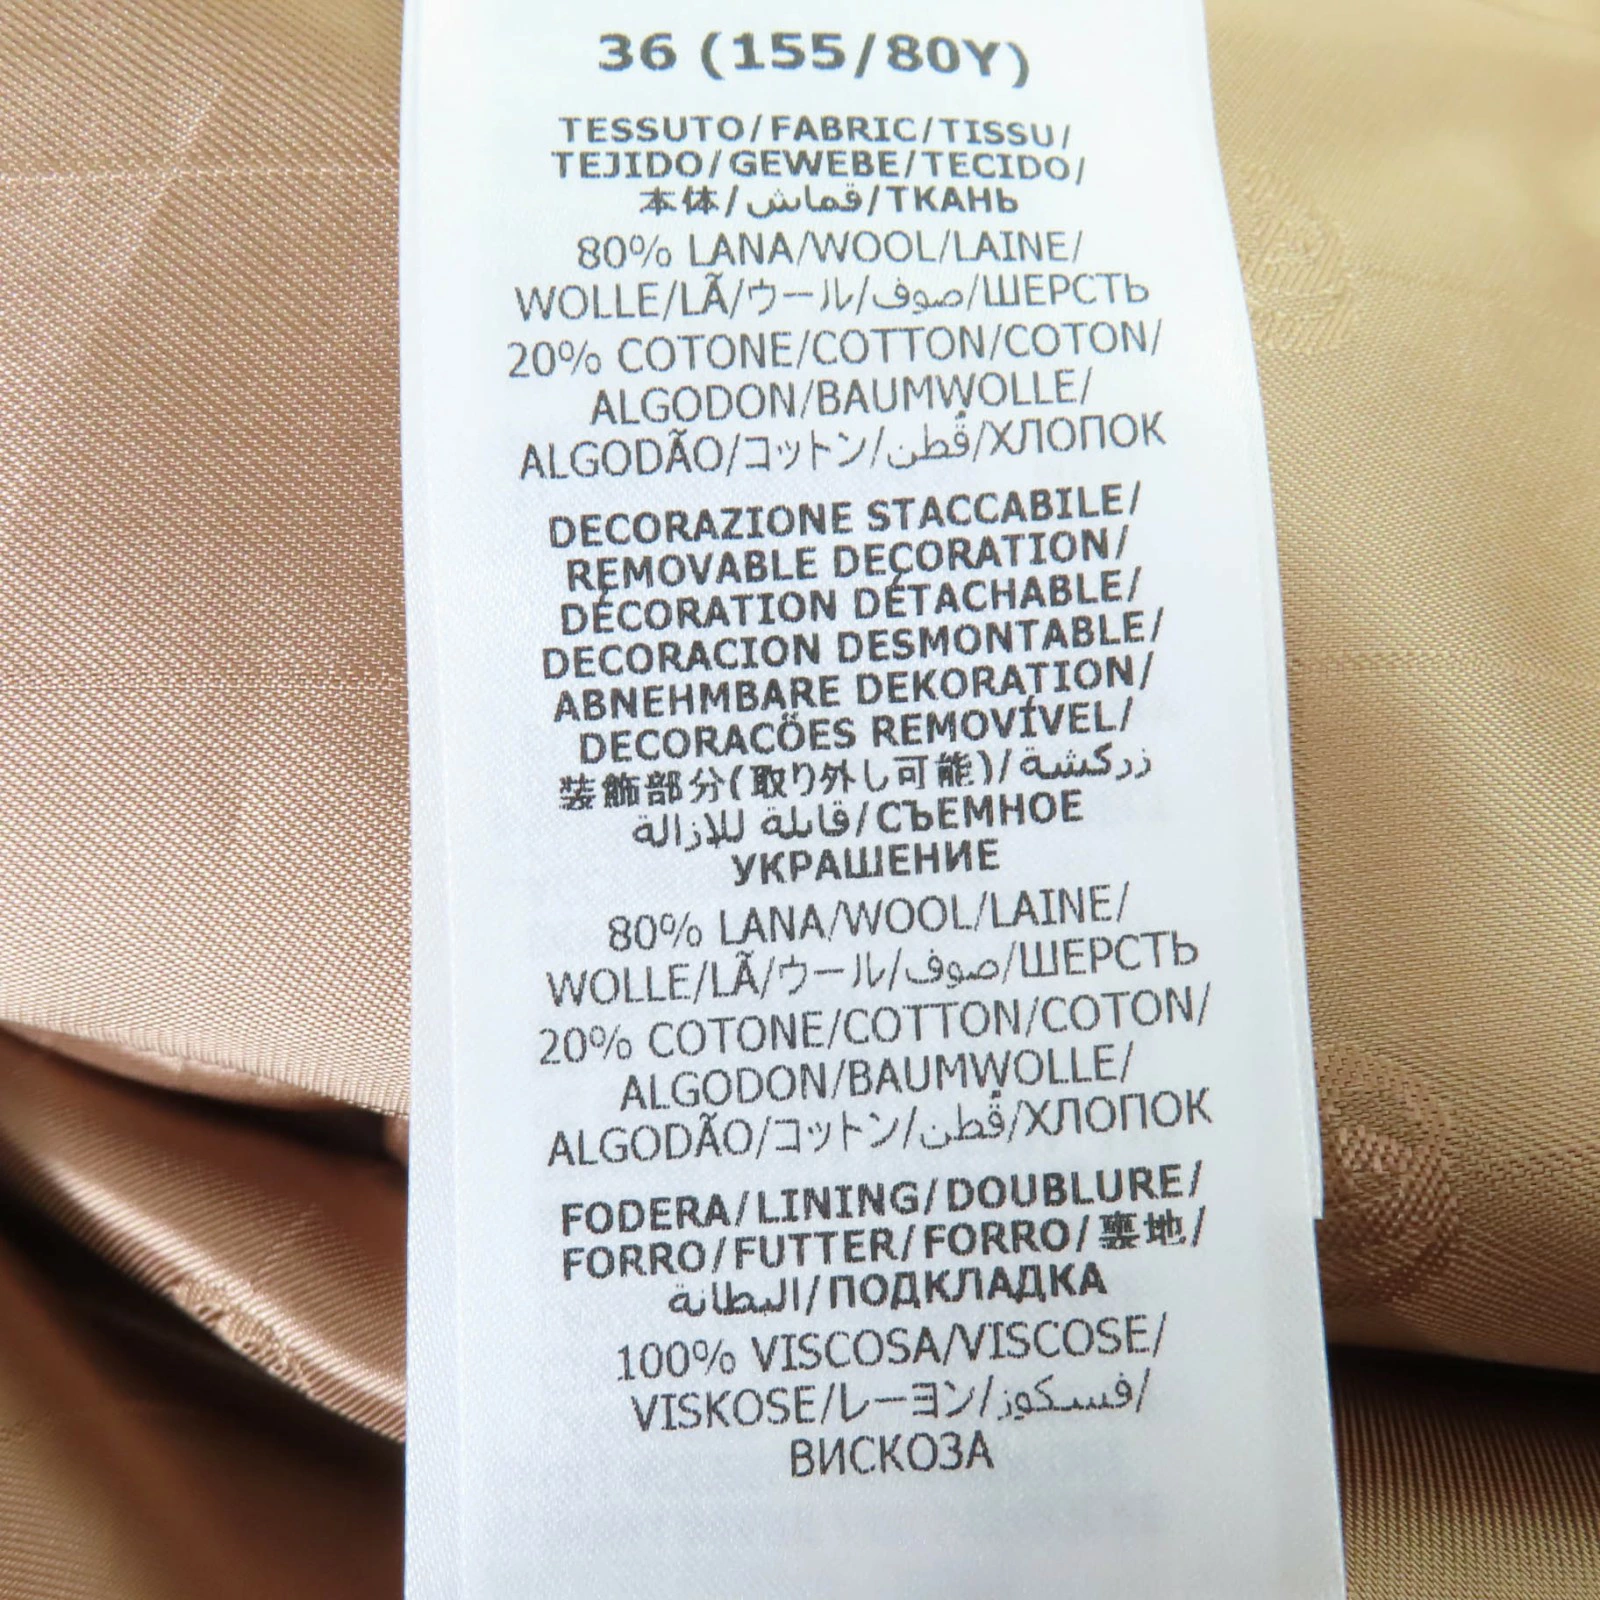 36 (155/80Y)
TESSUTO/FABRIC/TISSU/
TEJIDO/GEWEBE/TECIDO/
本体/قماش/ТКАНЬ
80% LANA/WOOL/LAINE/
WOLLE/LÃ/ウール/صوف/ШЕРСТЬ
20% COTONE/COTTON/COTON/
ALGODON/BAUMWOLLE/
ALGODÃO/コットン/قطن/ХЛОПОК
DECORAZIONE STACCABILE/
REMOVABLE DECORATION/
DÉCORATION DÉTACHABLE/
DECORACION DESMONTABLE/
ABNEHMBARE DEKORATION/
DECORACÕES REMOVÍVEL/
装飾部分(取り外し可能)/زركشة
قابلة للازالة/СЪЕМНОЕ
УКРАШЕНИЕ
80% LANA/WOOL/LAINE/
WOLLE/LÃ/ウール/صوف/ШЕРСТЬ
20% COTONE/COTTON/COTON/
ALGODON/BAUMWOLLE/
ALGODÃO/コットン/قطن/ХЛОПОК
FODERA/LINING/DOUBLURE/
FORRO/FUTTER/FORRO/裏地/
البطانة/ПОДКЛАДКА
100% VISCOSA/VISCOSE/
VISKOSE/レーヨン/فسكوز/
ВИСКОЗА